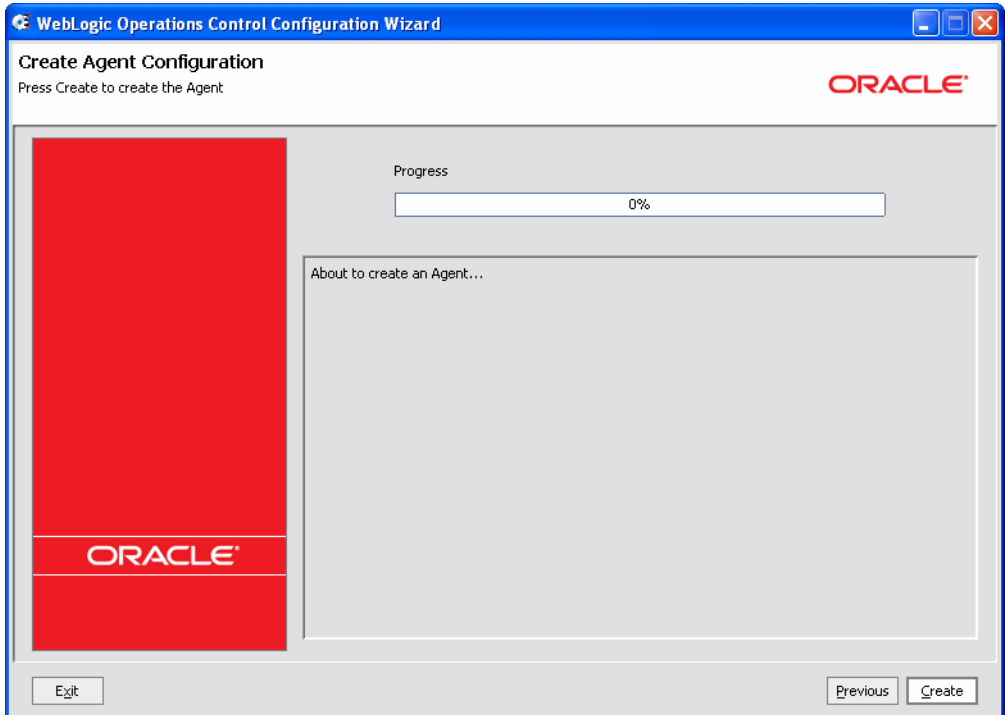 WebLogic Operations Control Configuration Wizard
Create Agent Configuration
Press Create to create the Agent
ORACLE
Progress
0%
About to create an Agent...
ORACLE
Exit
Previous
Create